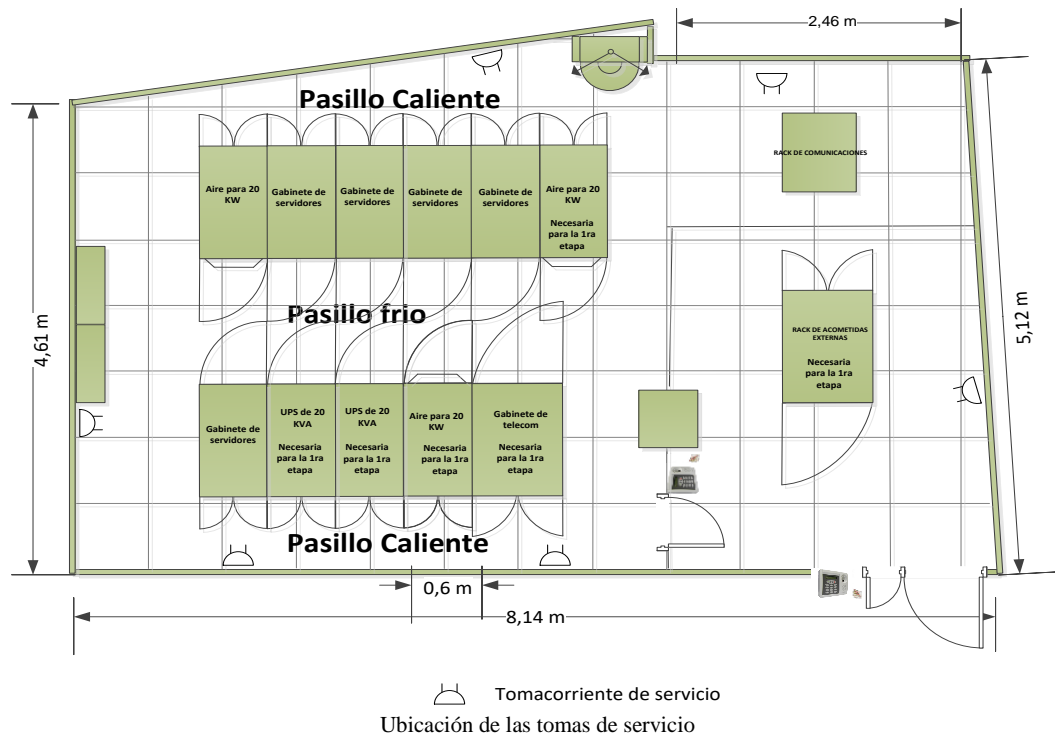 2,46 m
Pasillo Caliente
RACK DE COMUNICACIONES
Aire para 20
KW
Gabinete de
servidores
Gabinete de
servidores
Gabinete de
servidores
Gabinete de
servidores
Aire para 20
KW
Necesaria
para la 1ra
etapa
4,61 m
Pasillo frio
5,12 m
RACK DE ACOMETIDAS
EXTERNAS
Necesaria
para la 1ra
etapa
Gabinete de
servidores
UPS de 20
KVA
Necesaria
para la 1ra
etapa
UPS de 20
KVA
Necesaria
para la 1ra
etapa
Aire para 20
KW
Necesaria
para la 1ra
etapa
Gabinete de
telecom
Necesaria
para la 1ra
etapa
Pasillo Caliente
0,6 m
8,14 m
Tomacorriente de servicio
Ubicación de las tomas de servicio